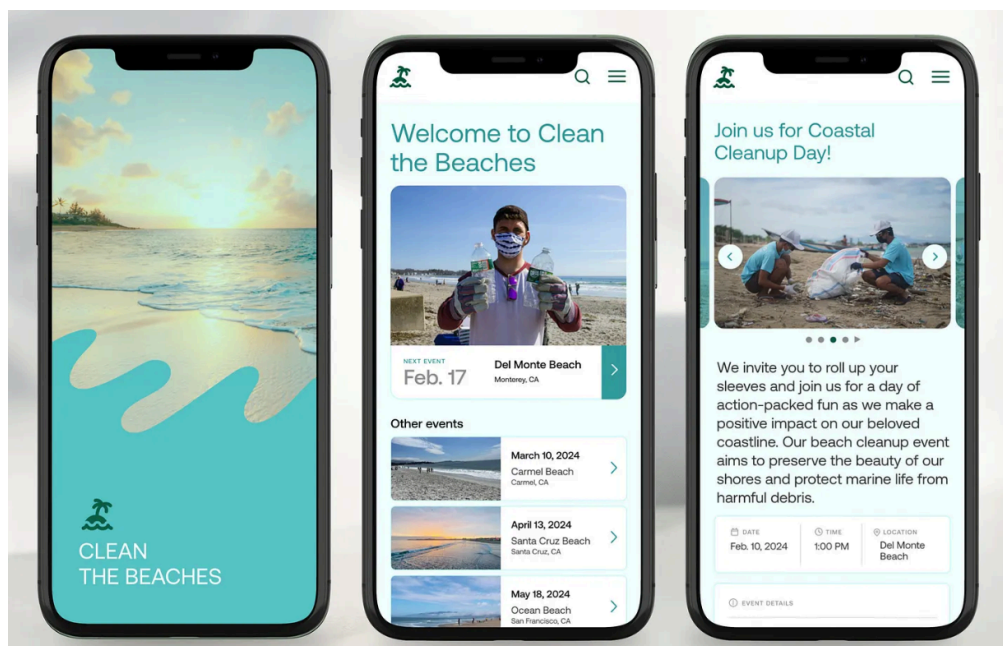 CLEAN
THE BEACHES
Welcome to Clean
the Beaches
NEXT EVENT
Feb. 17
Del Monte Beach
Monterey, CA
Other events
March 10, 2024
Carmel Beach
Carmel, CA
April 13, 2024
Santa Cruz Beach
Santa Cruz, CA
May 18, 2024
Ocean Beach
San Francisco, CA
Join us for Coastal
Cleanup Day!
We invite you to roll up your
sleeves and join us for a day of
action-packed fun as we make a
positive impact on our beloved
coastline. Our beach cleanup event
aims to preserve the beauty of our
shores and protect marine life from
harmful debris.
DATE
Feb. 10, 2024
TIME
1:00 PM
LOCATION
Del Monte
Beach
EVENT DETAILS